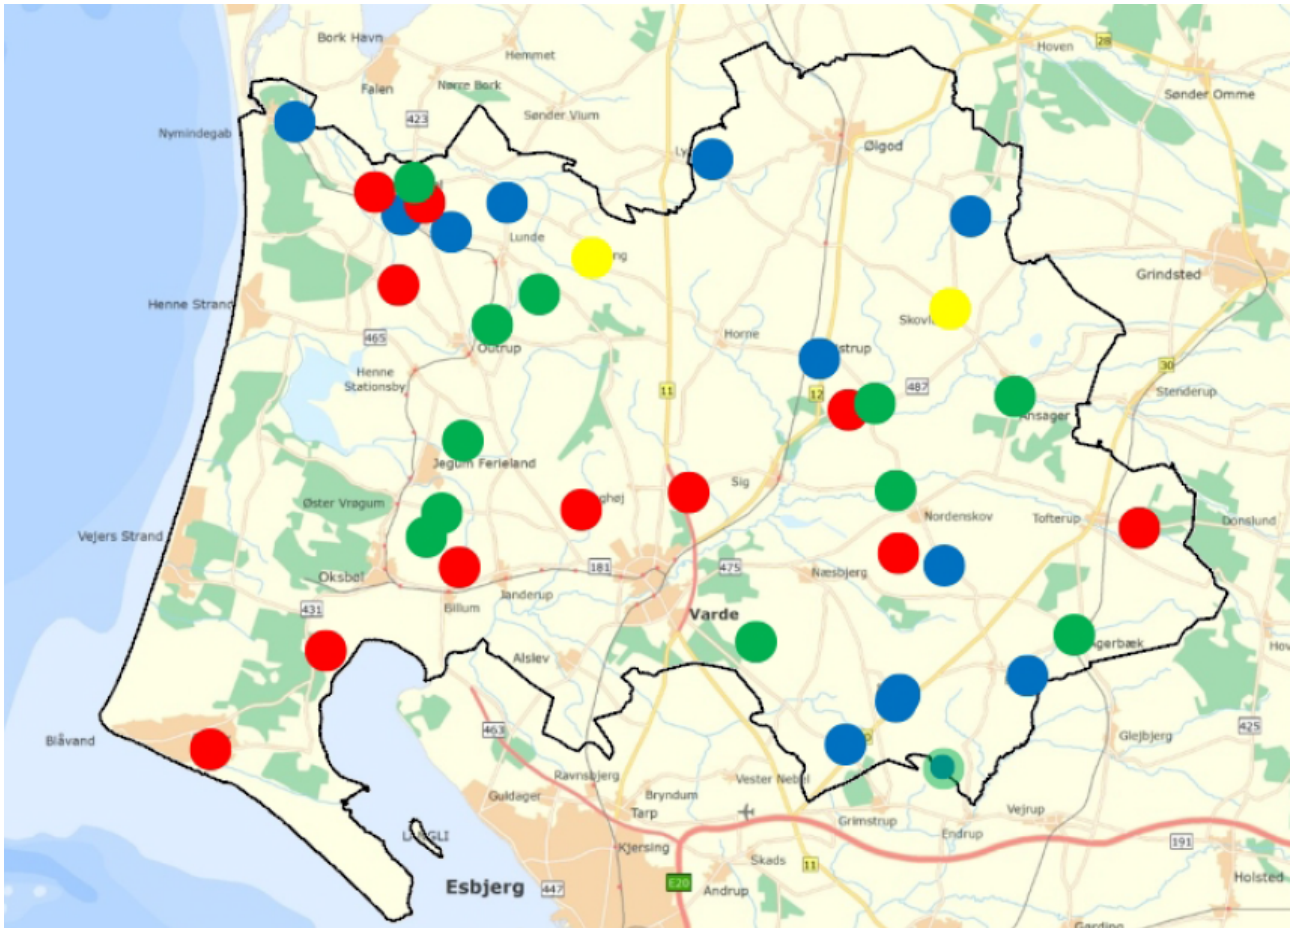 Bork Havn
Hemmet
Hoven
28
Falen
Nørre Bork
Sønder Omme
Sønder Vium
423
Nymindegab
Ølgod
Lunde
Grindsted
Henne Strand
465
Horne
Outrup
Henne
Stationsby
11
12
487
30
Stenderup
Ansager
Jegum Ferieland
Sig
Øster Vrøgum
Nordenskov
Tofterup
Donslund
Vejers Strand
Oksbøl
181
475
Næsbjerg
Janderup
Billum
431
Varde
Agerbæk
Alslev
Blåvand
463
Glejbjerg
425
Ravnsbjerg
Vester Nebel
Guldager
Bryndum
Tarp
Grimstrup
Vejrup
Endrup
Kjersing
191
Skads
11
Esbjerg
447
E20
Andrup
Holsted